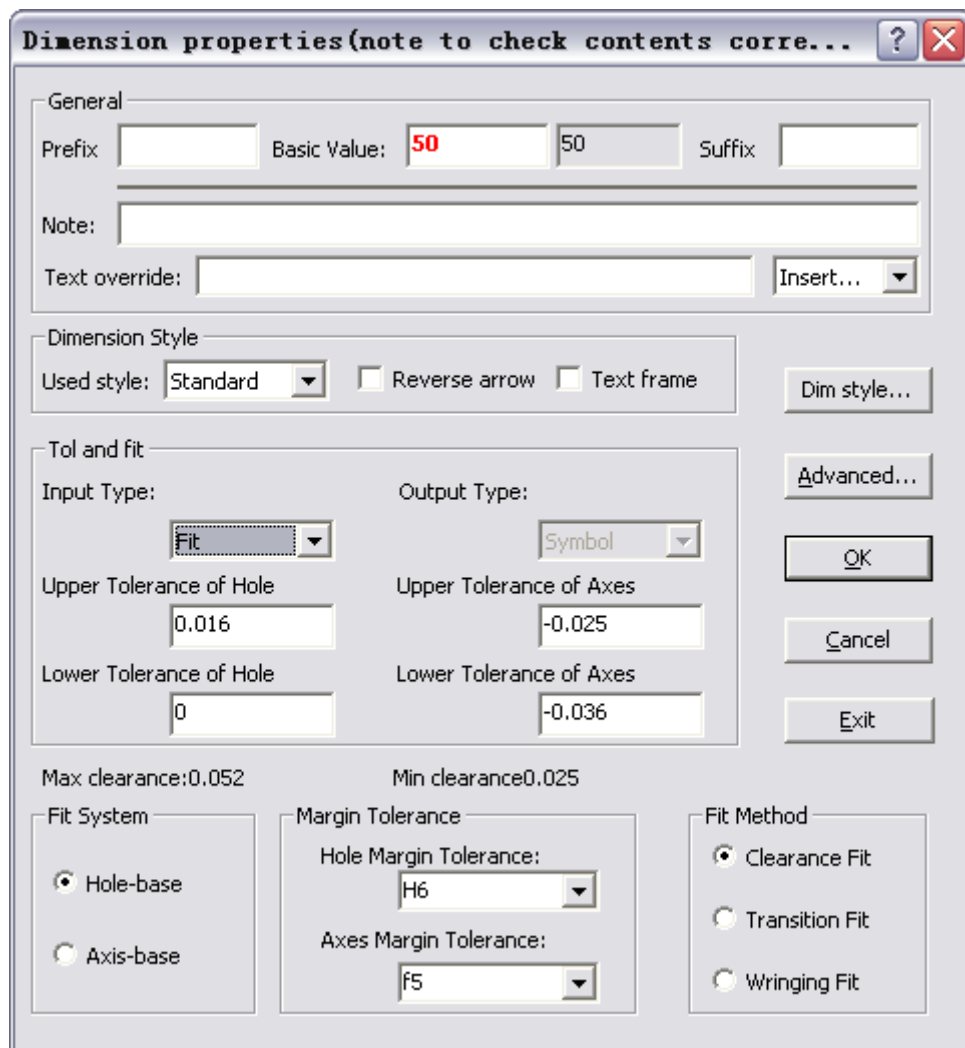 Dimension properties(note to check contents corre... ?
General
Prefix Basic Value: 50 50 Suffix
Note:
Text override: Insert...
Dimension Style
Used style: Standard Reverse arrow Text frame Dim style...
Tol and fit
Input Type: Output Type: Advanced...
Fit Symbol OK
Upper Tolerance of Hole Upper Tolerance of Axes
0.016 -0.025 Cancel
Lower Tolerance of Hole Lower Tolerance of Axes
0 -0.036 Exit
Max clearance:0.052 Min clearance0.025
Fit System Margin Tolerance Fit Method
Hole Margin Tolerance: Clearance Fit
Hole-base H6
Transition Fit
Axes Margin Tolerance:
Axis-base
f5 Wringing Fit